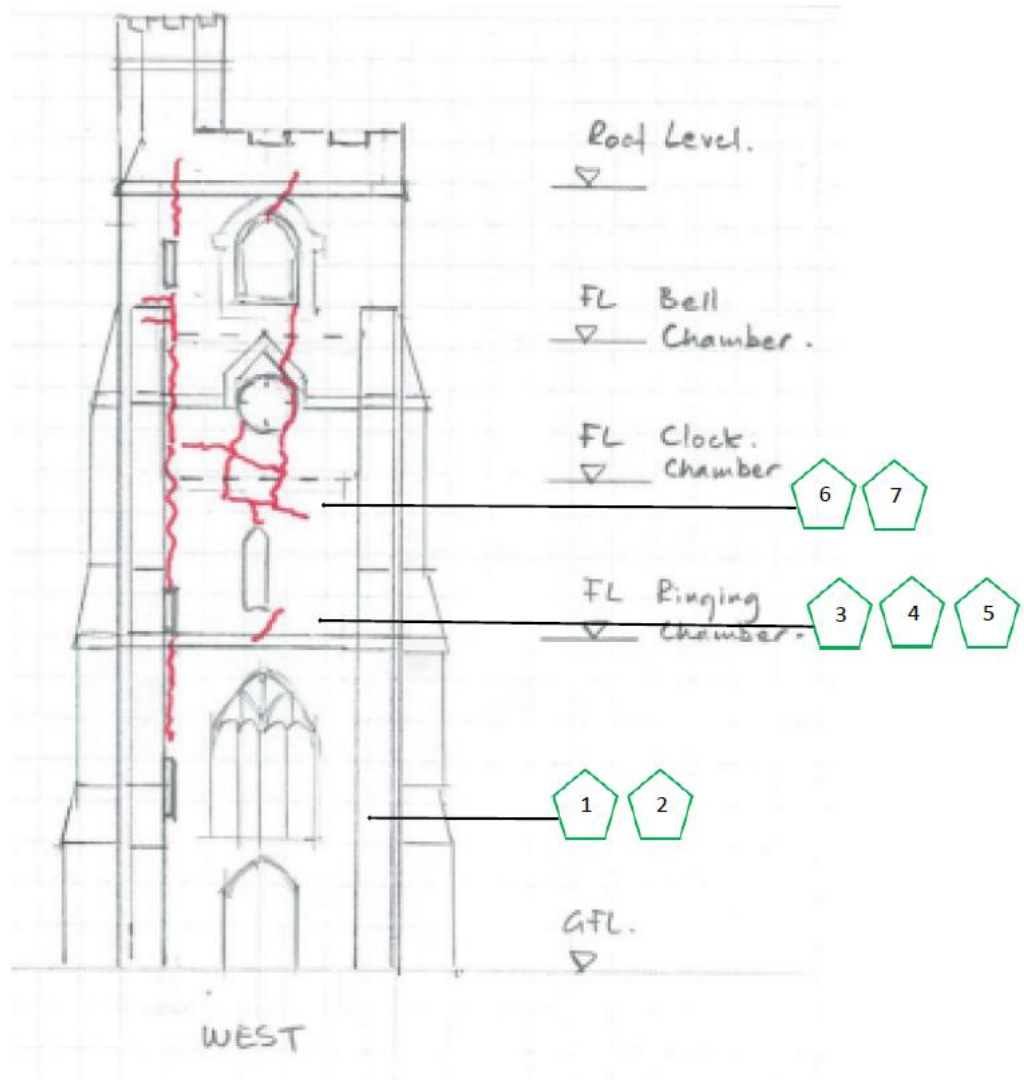 Roof Level.
FL Bell
Chamber.
FL Clock.
Chamber
6 7
FL Ringing
Chamber.
3 4 5
1 2
GFL.
WEST